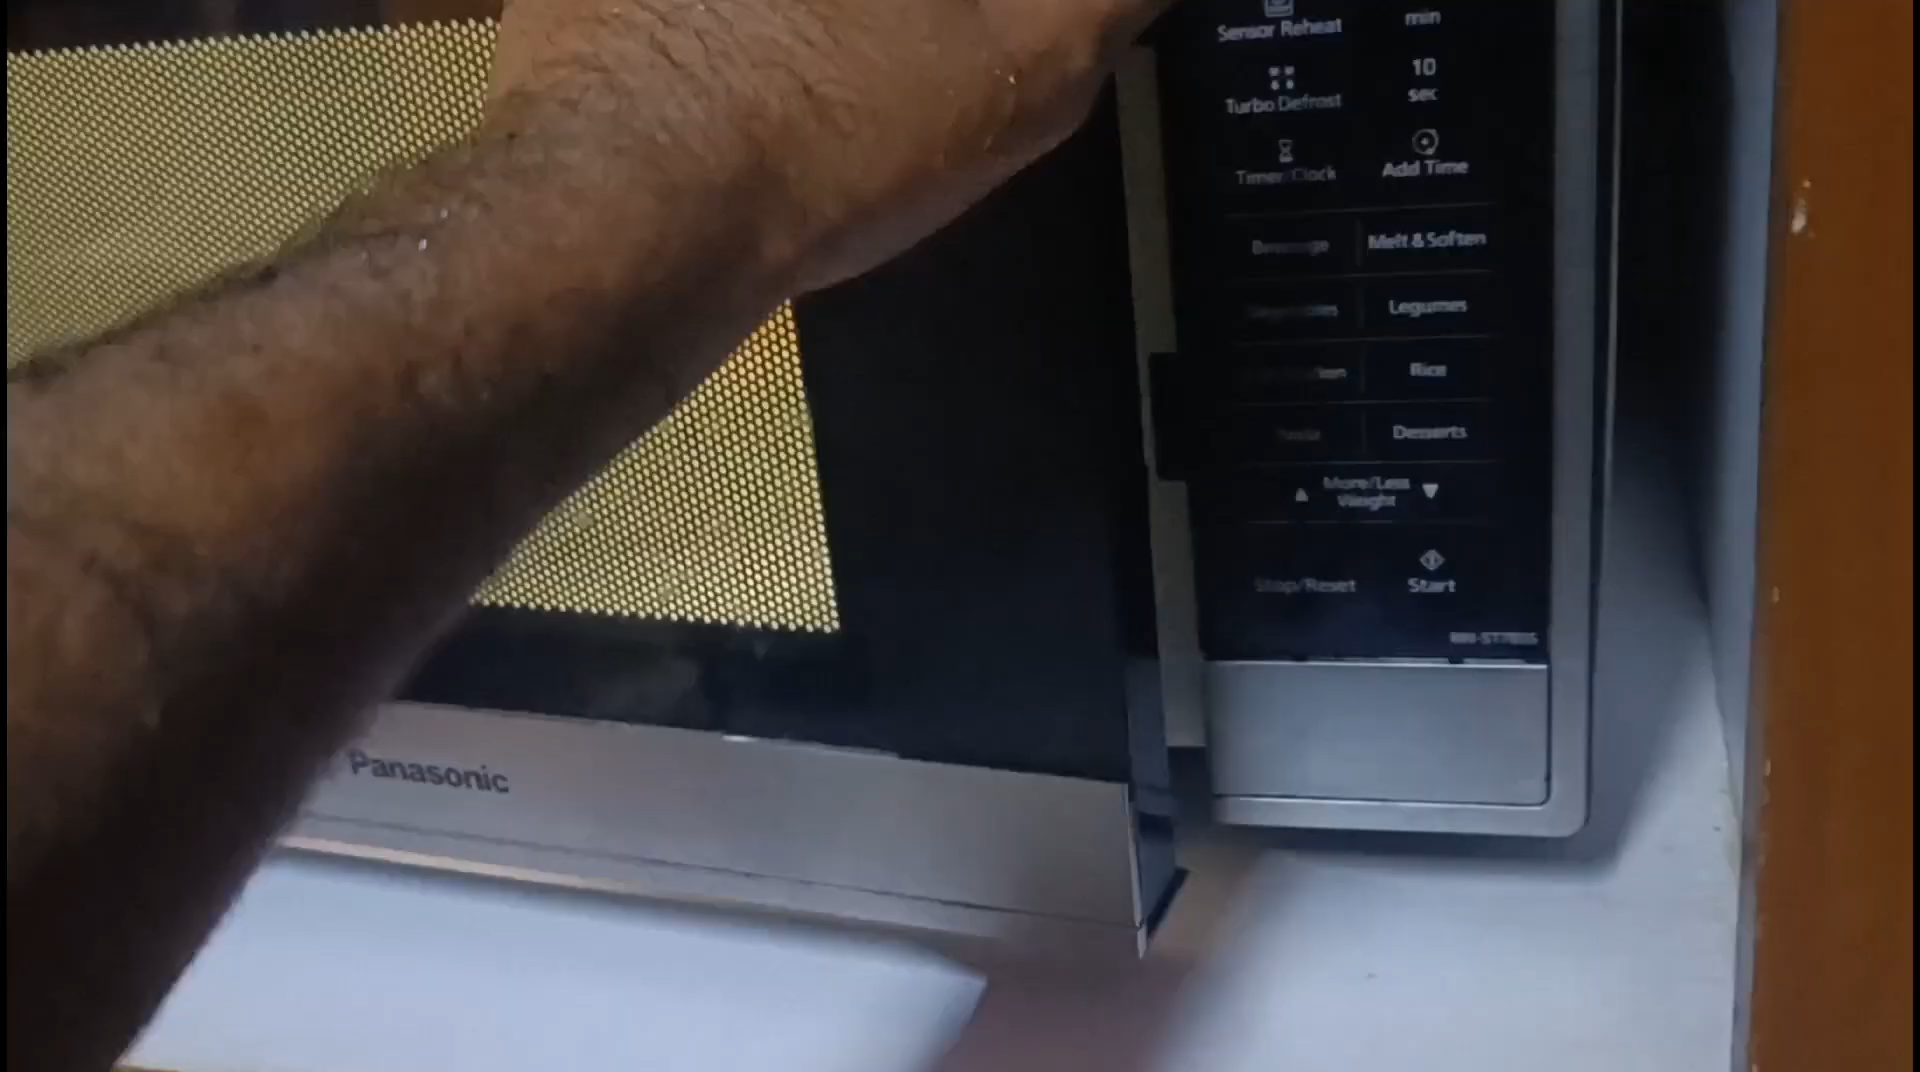 Sensor Reheat
min
10
sec
Turbo Defrost
Timer/Clock
Add Time
Beverage
Melt & Soften
Legumes
Rice
Desserts
More/Less
Weight
Stop/Reset
Start
Panasonic